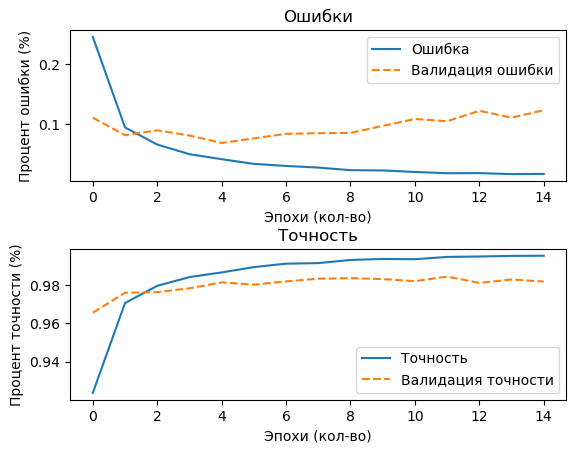 Ошибки
Процент ошибки (%)
0.2
0.1
Ошибка
Валидация ошибки
0 2 4 6 8 10 12 14
Эпохи (кол-во)
Точность
Процент точности (%)
0.98
0.96
0.94
Точность
Валидация точности
0 2 4 6 8 10 12 14
Эпохи (кол-во)